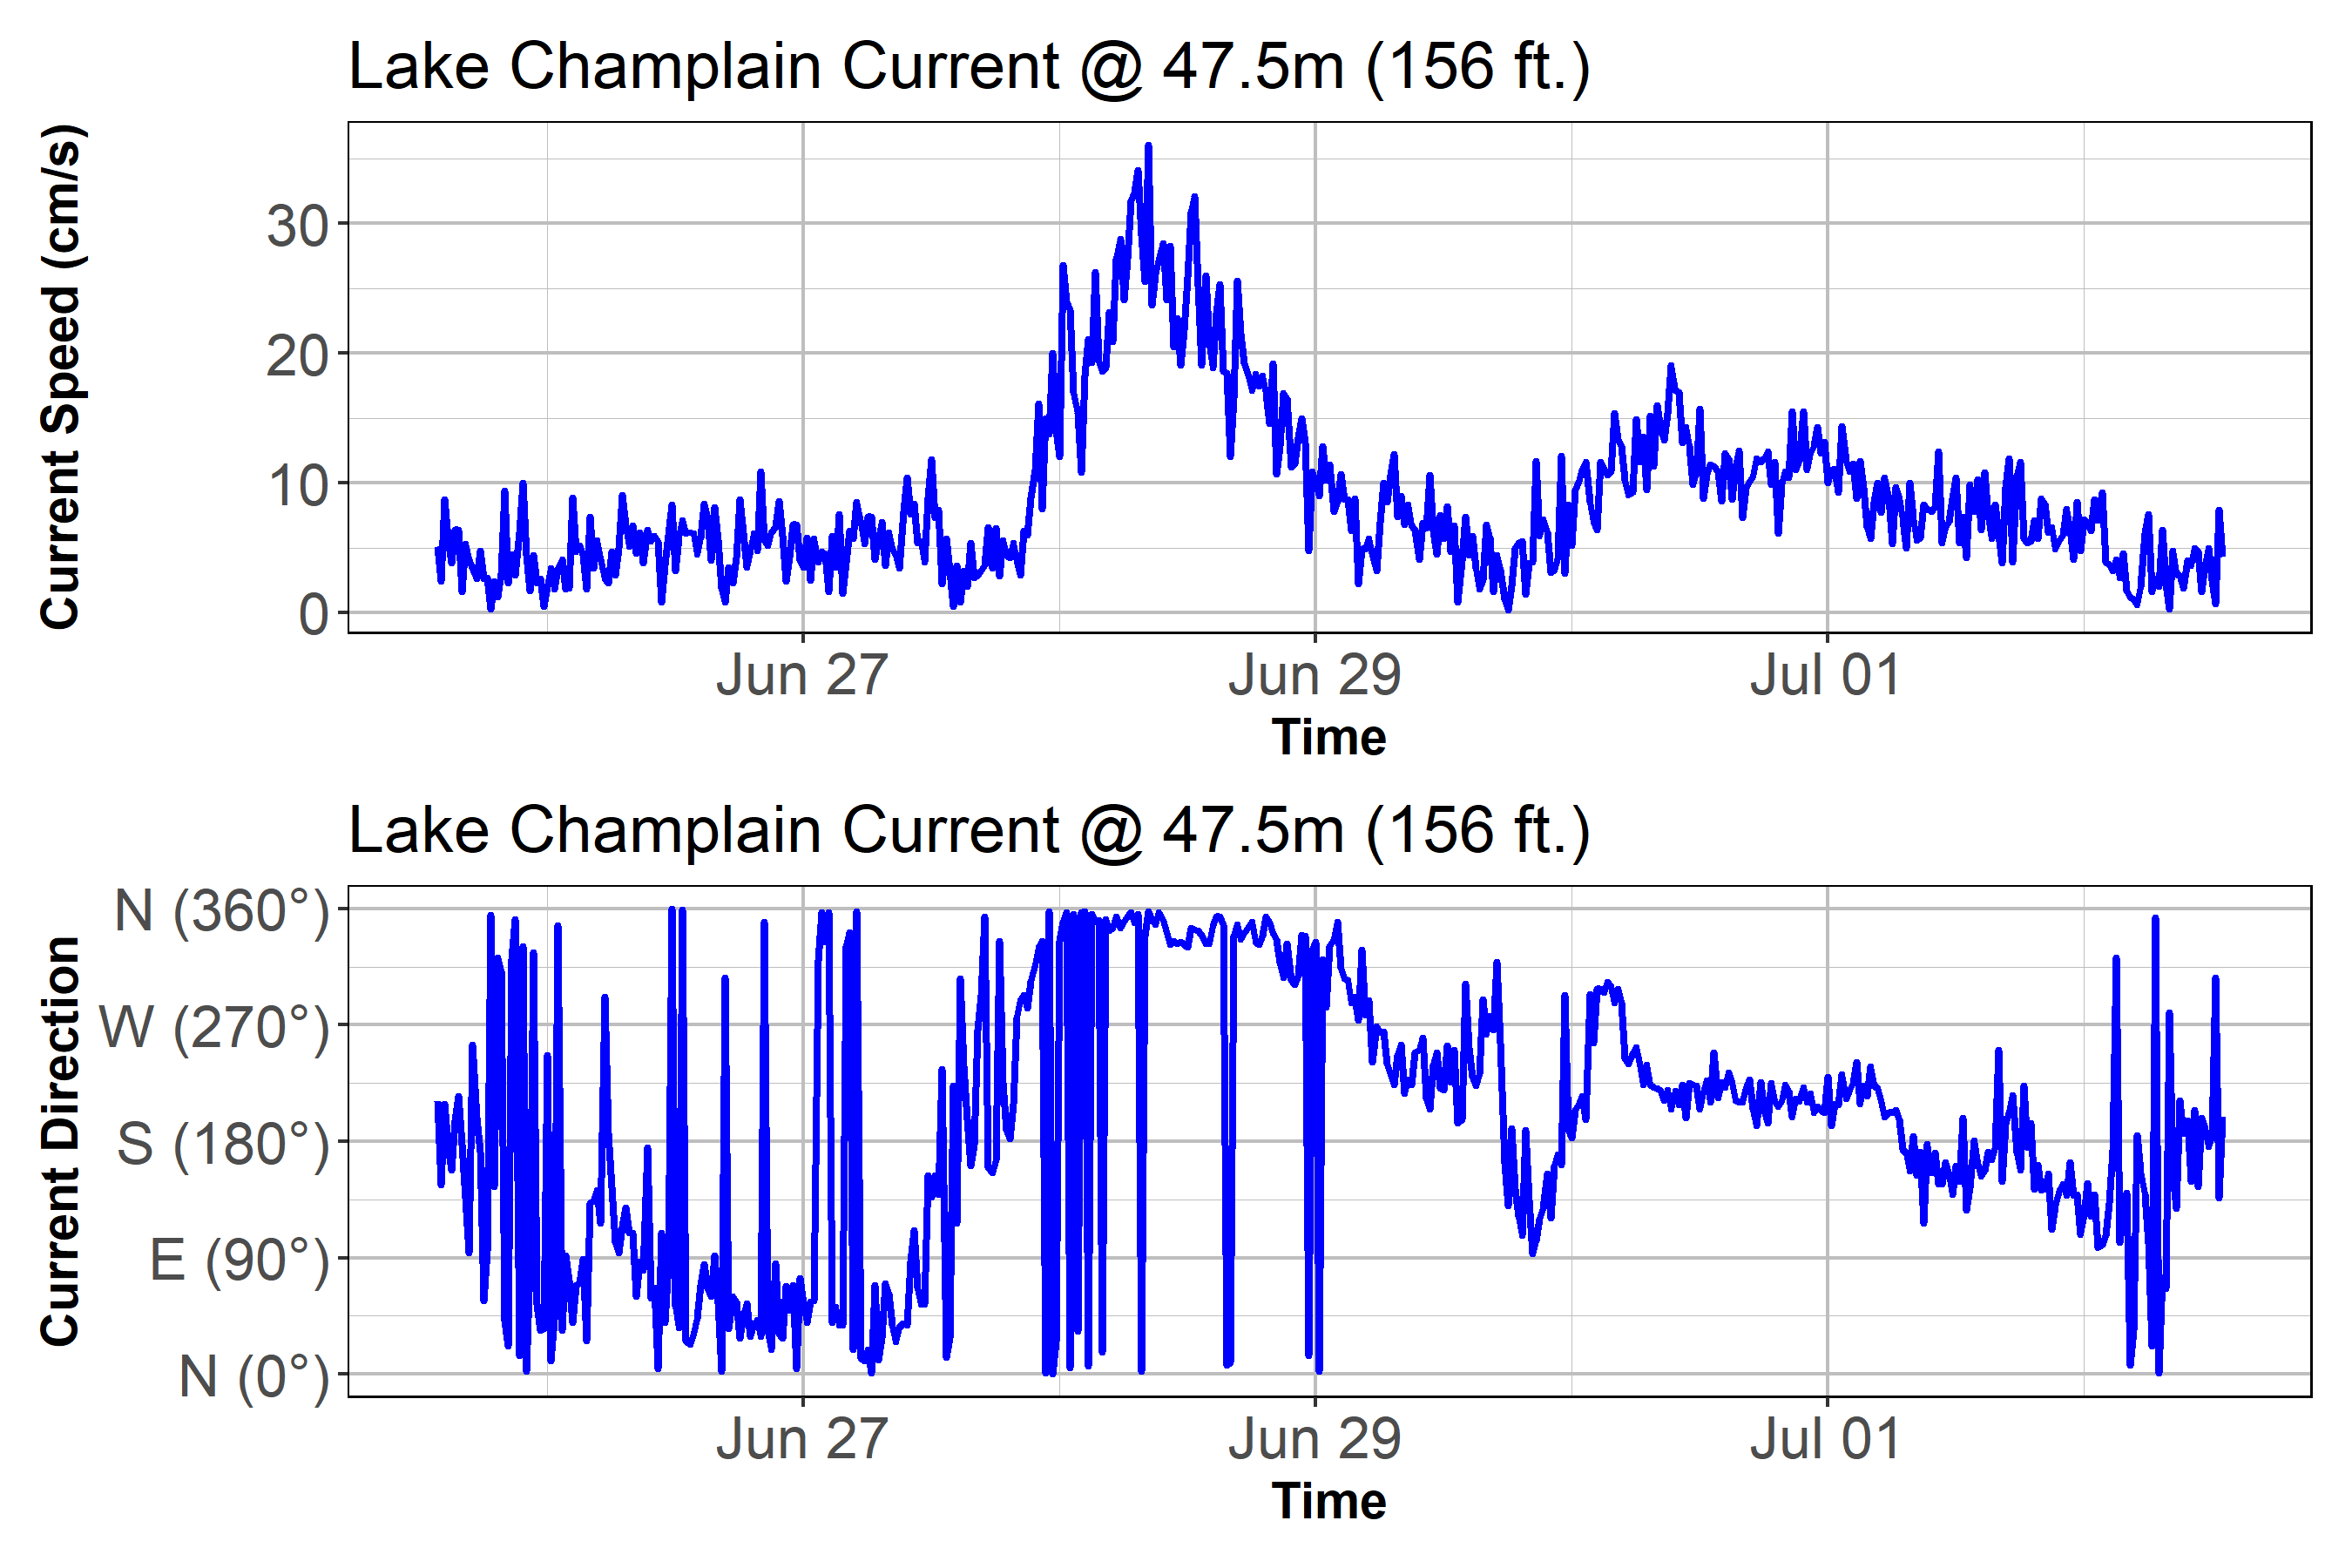 Lake Champlain Current @ 47.5m (156 ft.)
Current Speed (cm/s)
30
20
10
0
Jun 27 Jun 29 Jul 01
Time
Lake Champlain Current @ 47.5m (156 ft.)
Current Direction
N (360°)
W (270°)
S (180°)
E (90°)
N (0°)
Jun 27 Jun 29 Jul 01
Time